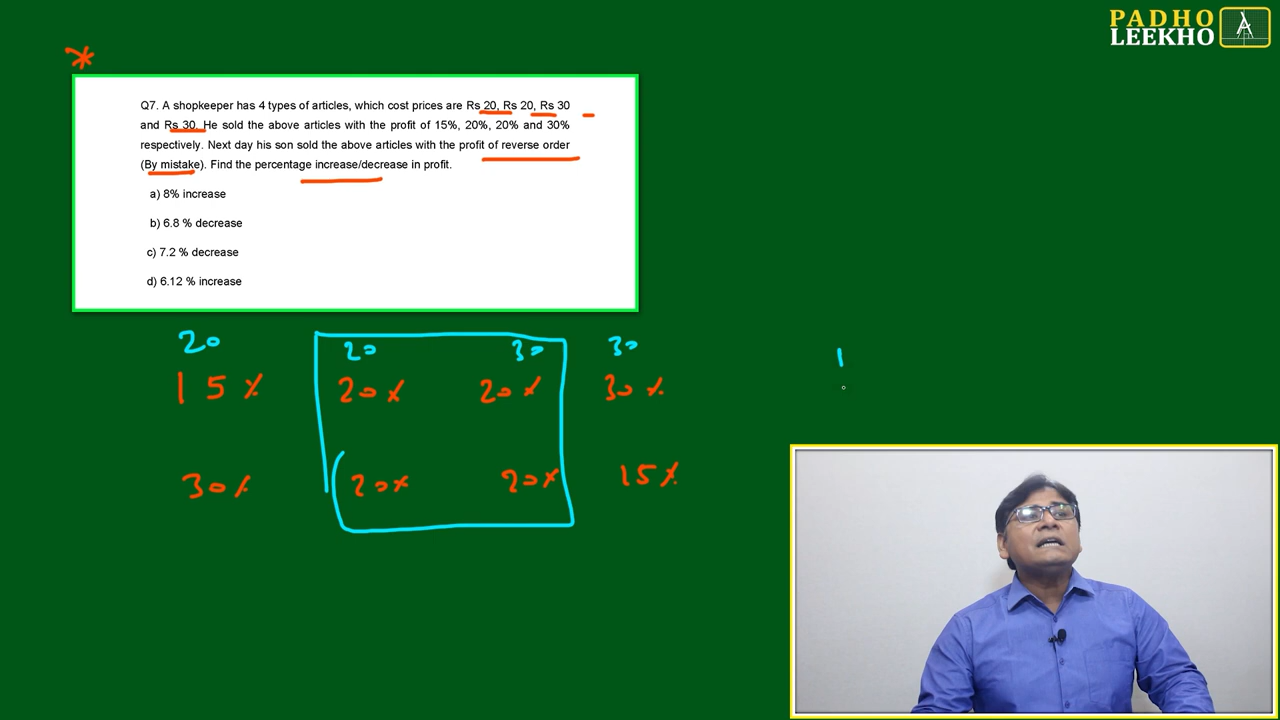 PADHO
LEEKHO
Q7. A shopkeeper has 4 types of articles, which cost prices are Rs 20, Rs 20, Rs 30
and Rs 30. He sold the above articles with the profit of 15%, 20%, 20% and 30%
respectively. Next day his son sold the above articles with the profit of reverse order
(By mistake). Find the percentage increase/decrease in profit.
a) 8% increase
b) 6.8 % decrease
c) 7.2 % decrease
d) 6.12 % increase
20 20 30 30
15% 20% 20% 30%
30% 20% 20% 15%